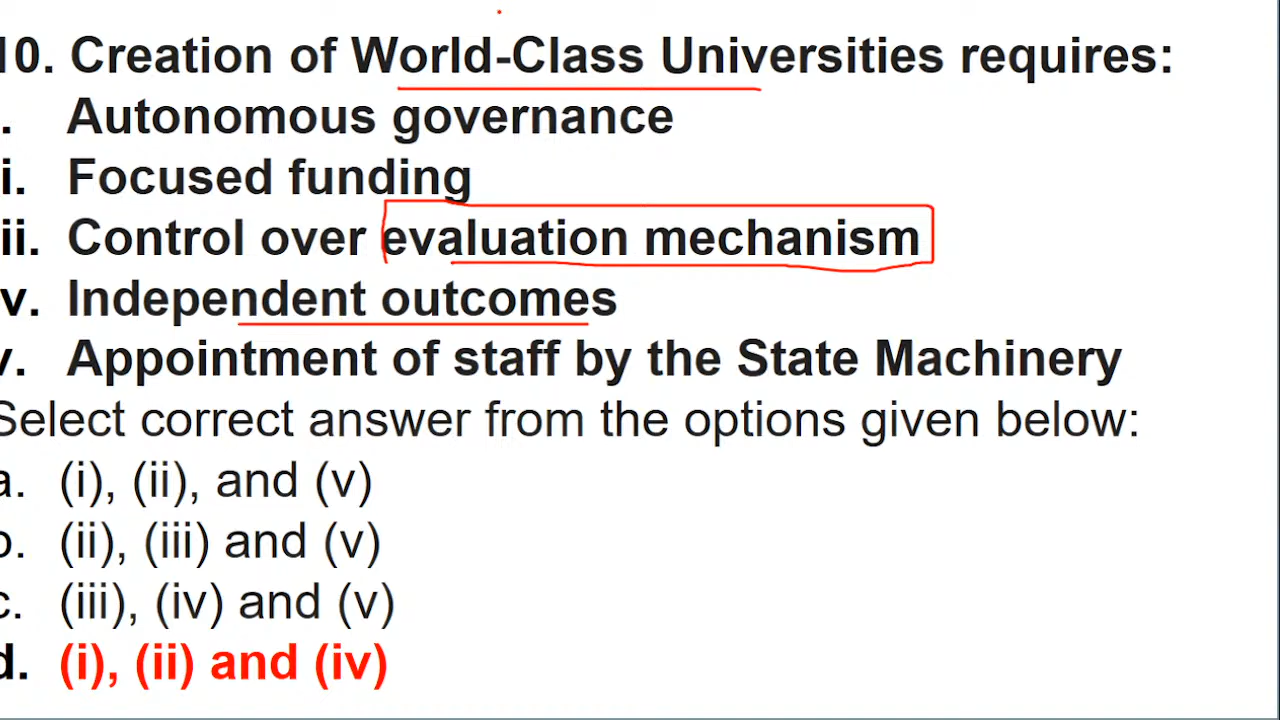 10. Creation of World-Class Universities requires:
i. Autonomous governance
ii. Focused funding
iii. Control over evaluation mechanism
iv. Independent outcomes
v. Appointment of staff by the State Machinery
Select correct answer from the options given below:
a. (i), (ii), and (v)
b. (ii), (iii) and (v)
c. (iii), (iv) and (v)
d. (i), (ii) and (iv)